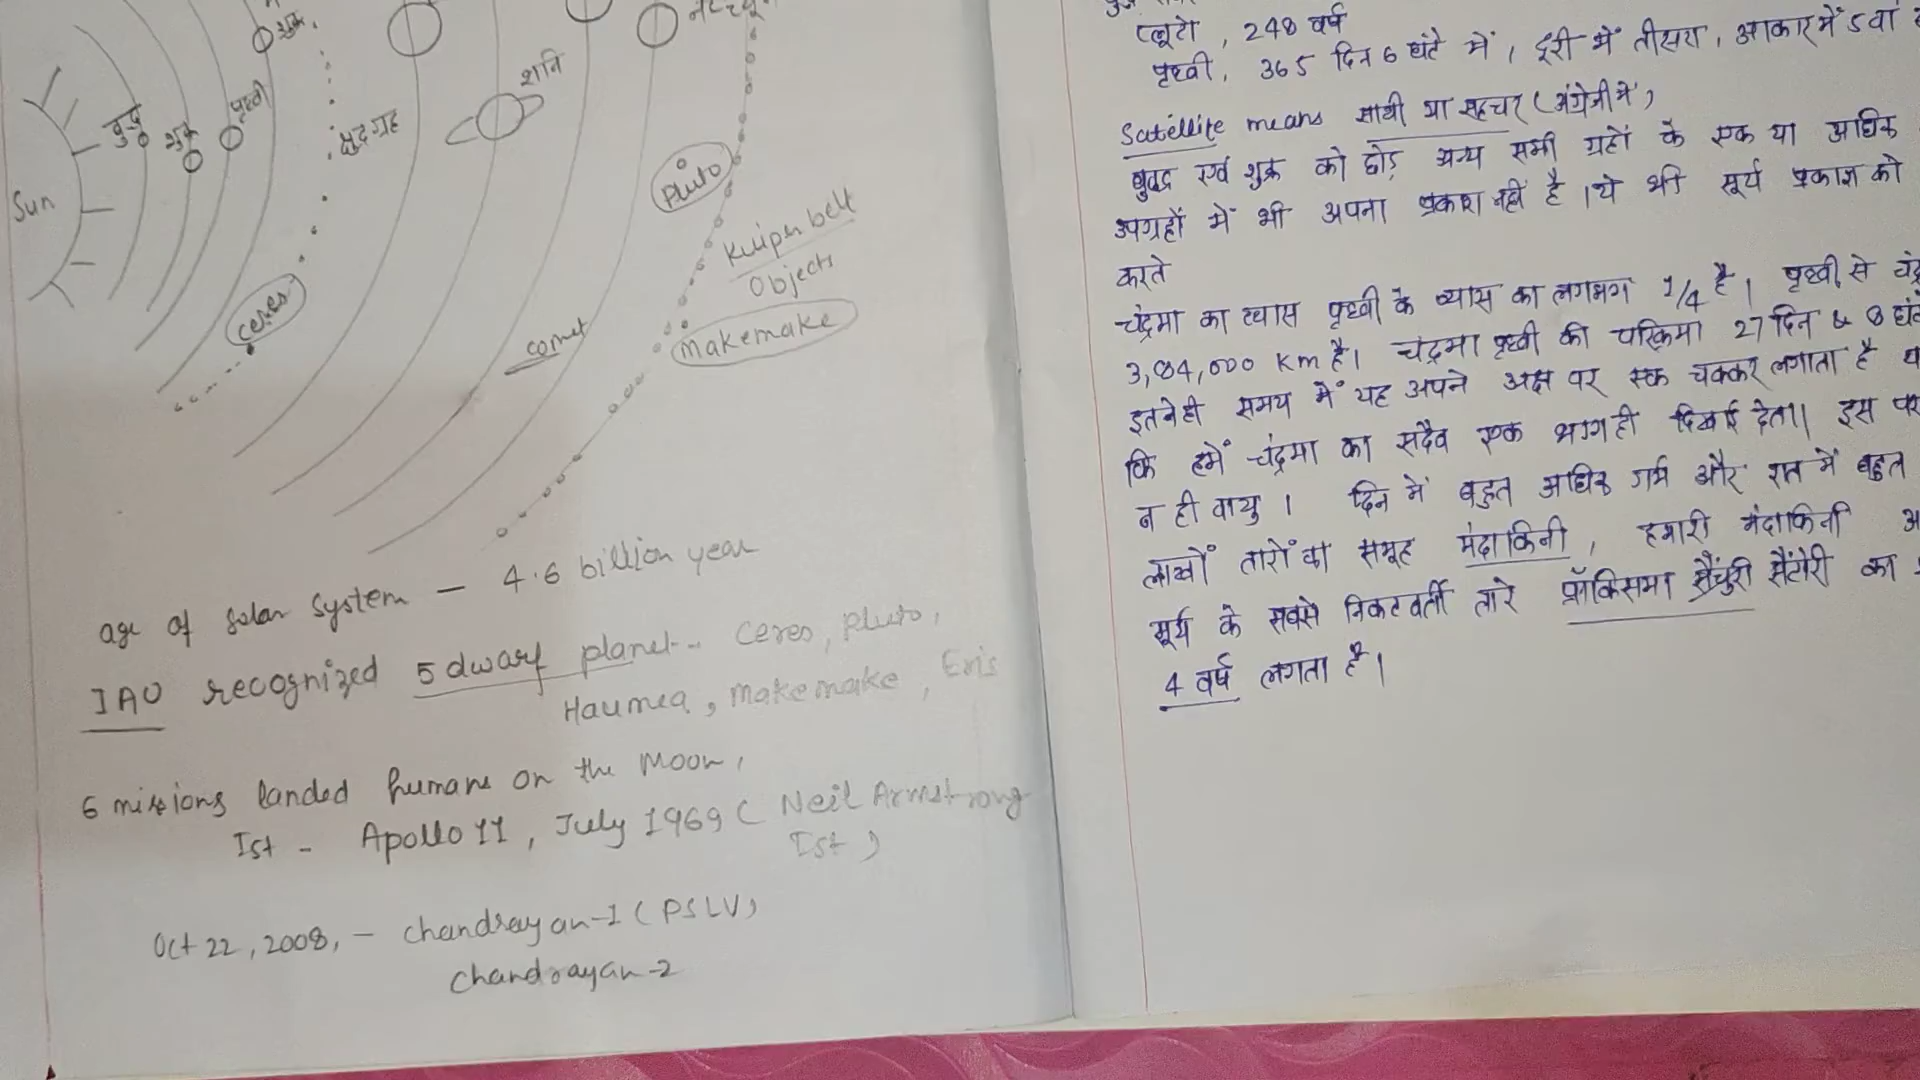 शुक्र
शनि
बुद्ध
शुक्र
पृथ्वी
क्षुद्रग्रह
Sun
Pluto
Kuiper belt
Objects
ceres
comet
makemake
age of Solar System - 4.6 billion year
IAU recognized 5 dwarf planet - Ceres, Pluto,
Haumea, Makemake, Eris
6 missions landed humans on the Moon,
Ist - Apollo 11, July 1969 ( Neil Armstrong
Ist )
Oct 22, 2008, - Chandrayan-1 ( PSLV)
Chandrayan-2
प्लूटो , 248 वर्ष
पृथ्वी, 365 दिन 6 घंटे में, दूरी में तीसरा, आकार में 5 वां
Satellite means साथी या सहचर (अंग्रेजी में)
बुद्ध एवं शुक्र को छोड़ अन्य सभी ग्रहों के एक या अधिक
उपग्रहों में भी अपना प्रकाश नहीं है । ये भी सूर्य प्रकाश को
करते
चंद्रमा का व्यास पृथ्वी के व्यास का लगभग 1/4 है। पृथ्वी से
3,84,000 Km है। चंद्रमा पृथ्वी की परिक्रमा 27 दिन & 8
इतने ही समय में यह अपने अक्ष पर एक चक्कर लगाता है
कि हमें चंद्रमा का सदैव एक भाग ही दिखाई देता। इस पर
न ही वायु । दिन में बहुत अधिक गर्म और रात में बहुत
लाखों तारों का समूह मंदाकिनी, हमारी मंदाकिनी
सूर्य के सबसे निकटवर्ती तारे प्रॉक्सिमा सैंचुरी सैंटोरी का
4 वर्ष लगता है।